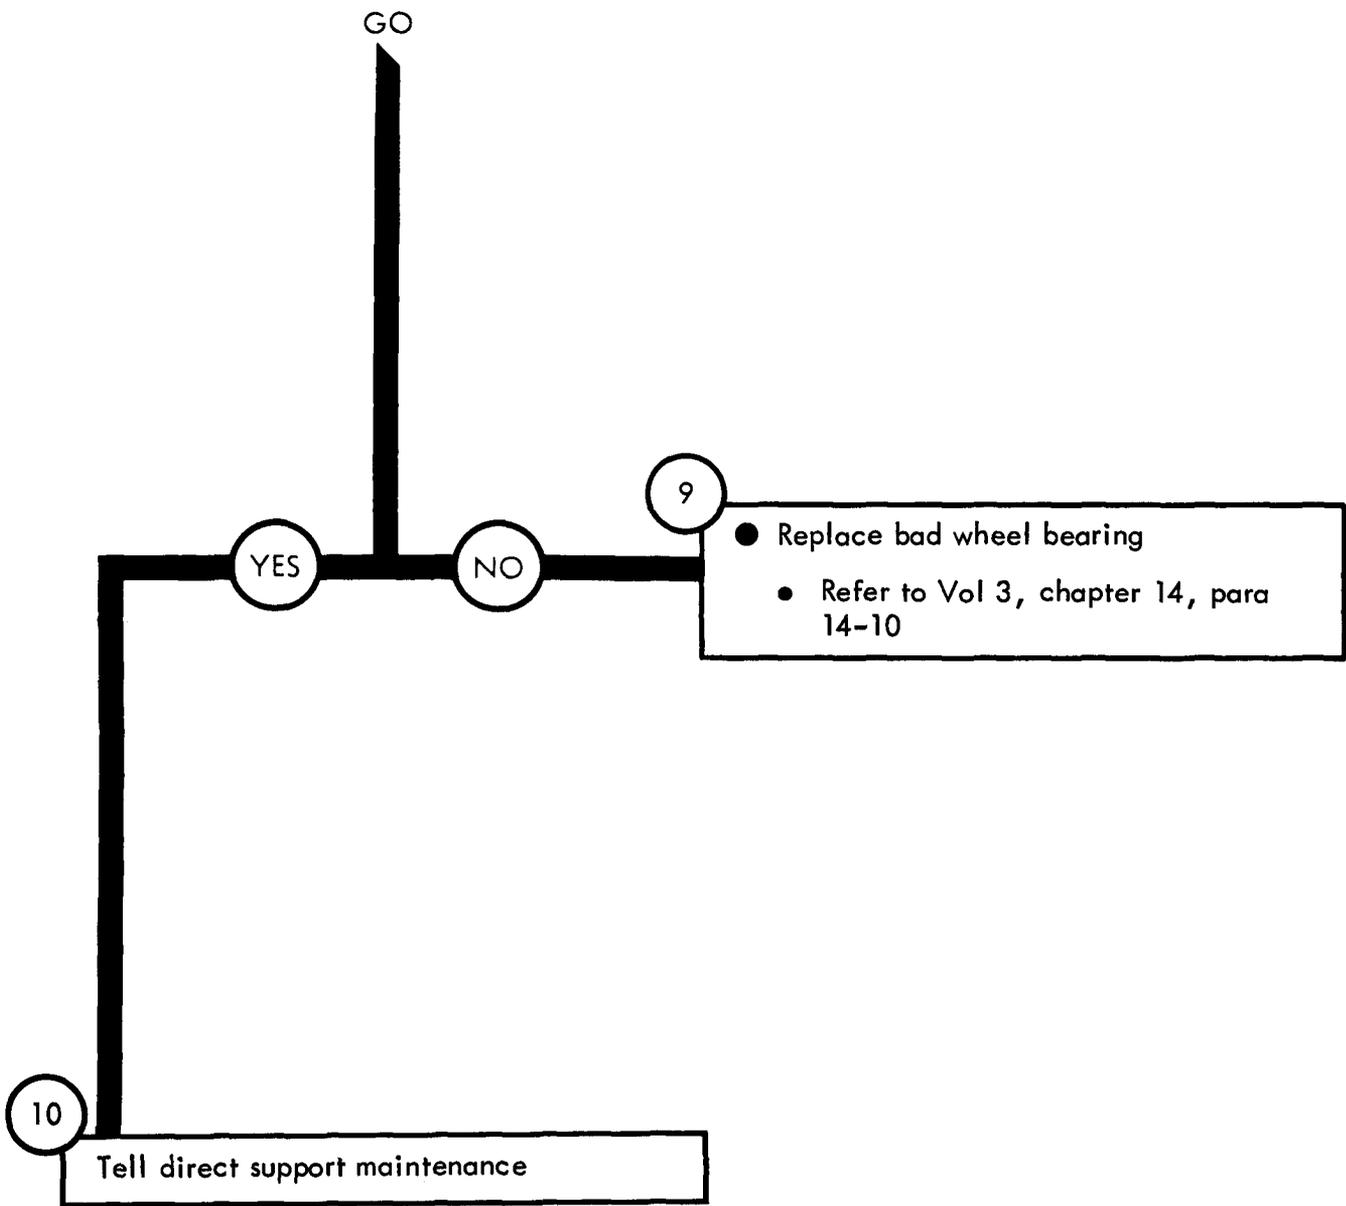 GO
9
YES
NO
● Replace bad wheel bearing
● Refer to Vol 3, chapter 14, para
14-10
10
Tell direct support maintenance